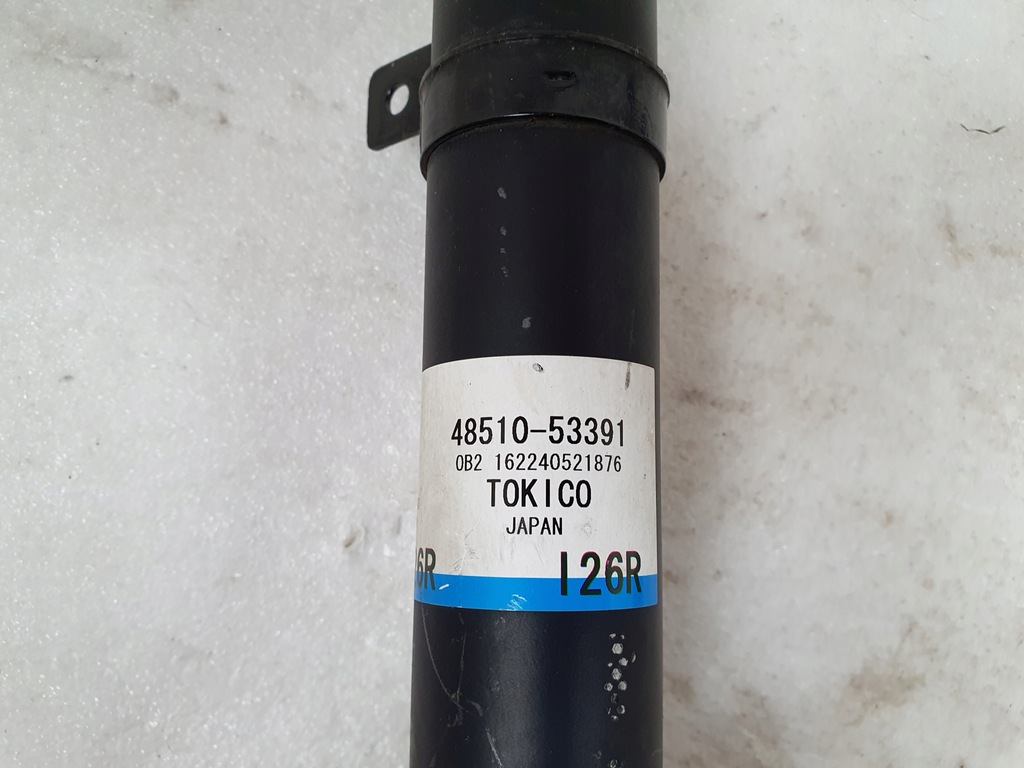 48510-53391
0B2 162240521876
TOKICO
JAPAN
6R I26R